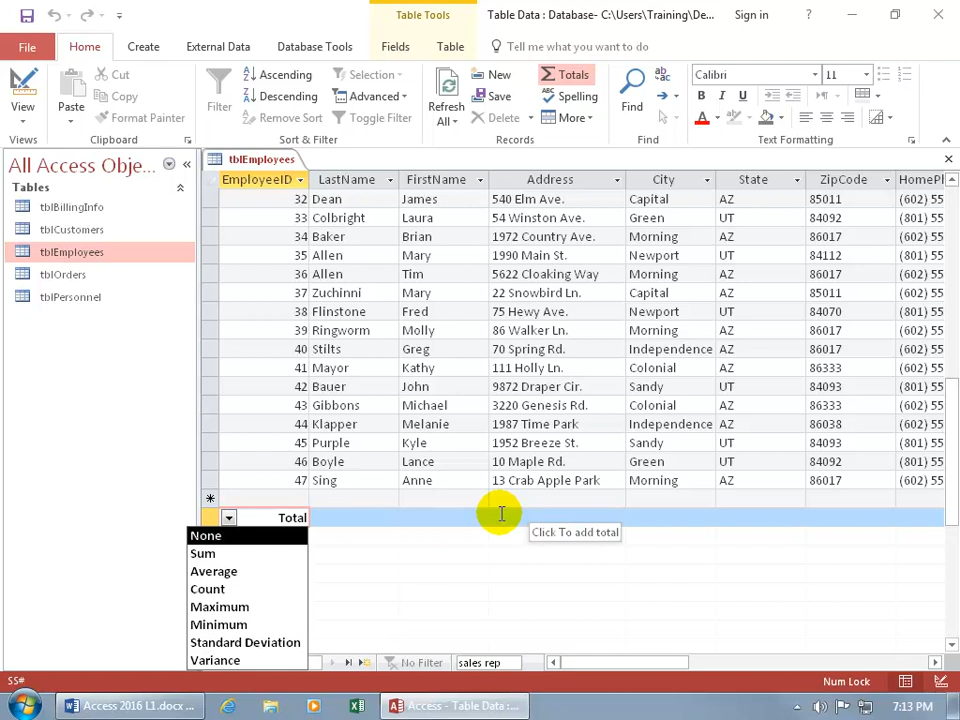 Table Tools
Table Data : Database- C:\Users\Training\De...
Sign in
?
File
Home
Create
External Data
Database Tools
Fields
Table
Tell me what you want to do
View
Views
Paste
Cut
Copy
Format Painter
Clipboard
Filter
Ascending
Descending
Remove Sort
Selection
Advanced
Toggle Filter
Sort & Filter
Refresh
All
New
Save
Delete
Totals
Spelling
More
Records
Find
Find
Calibri
11
B I U
A
Text Formatting
All Access Obje...
Tables
tblBillingInfo
tblCustomers
tblEmployees
tblOrders
tblPersonnel
tblEmployees
EmployeeID LastName FirstName Address City State ZipCode HomePl
32 Dean James 540 Elm Ave. Capital AZ 85011 (602) 55
33 Colbright Laura 54 Winston Ave. Green UT 84092 (801) 55
34 Baker Brian 1972 Country Ave. Morning AZ 86017 (602) 55
35 Allen Mary 1990 Main St. Newport UT 84112 (801) 55
36 Allen Tim 5622 Cloaking Way Morning AZ 86017 (602) 55
37 Zuchinni Mary 22 Snowbird Ln. Capital AZ 85011 (602) 55
38 Flinstone Fred 75 Hewy Ave. Newport UT 84070 (801) 55
39 Ringworm Molly 86 Walker Ln. Morning AZ 86017 (602) 55
40 Stilts Greg 70 Spring Rd. Independence AZ 86017 (602) 55
41 Mayor Kathy 111 Holly Ln. Colonial AZ 86333 (602) 55
42 Bauer John 9872 Draper Cir. Sandy UT 84093 (801) 55
43 Gibbons Michael 3220 Genesis Rd. Colonial AZ 86333 (602) 55
44 Klapper Melanie 1987 Time Park Independence AZ 86038 (602) 55
45 Purple Kyle 1952 Breeze St. Sandy UT 84093 (801) 55
46 Boyle Lance 10 Maple Rd. Green UT 84092 (801) 55
47 Sing Anne 13 Crab Apple Park Morning AZ 86017 (602) 55
Total
Click To add total
None
Sum
Average
Count
Maximum
Minimum
Standard Deviation
Variance
No Filter
sales rep
SS#
Num Lock
Access 2016 L1.docx ...
Access - Table Data :...
7:13 PM